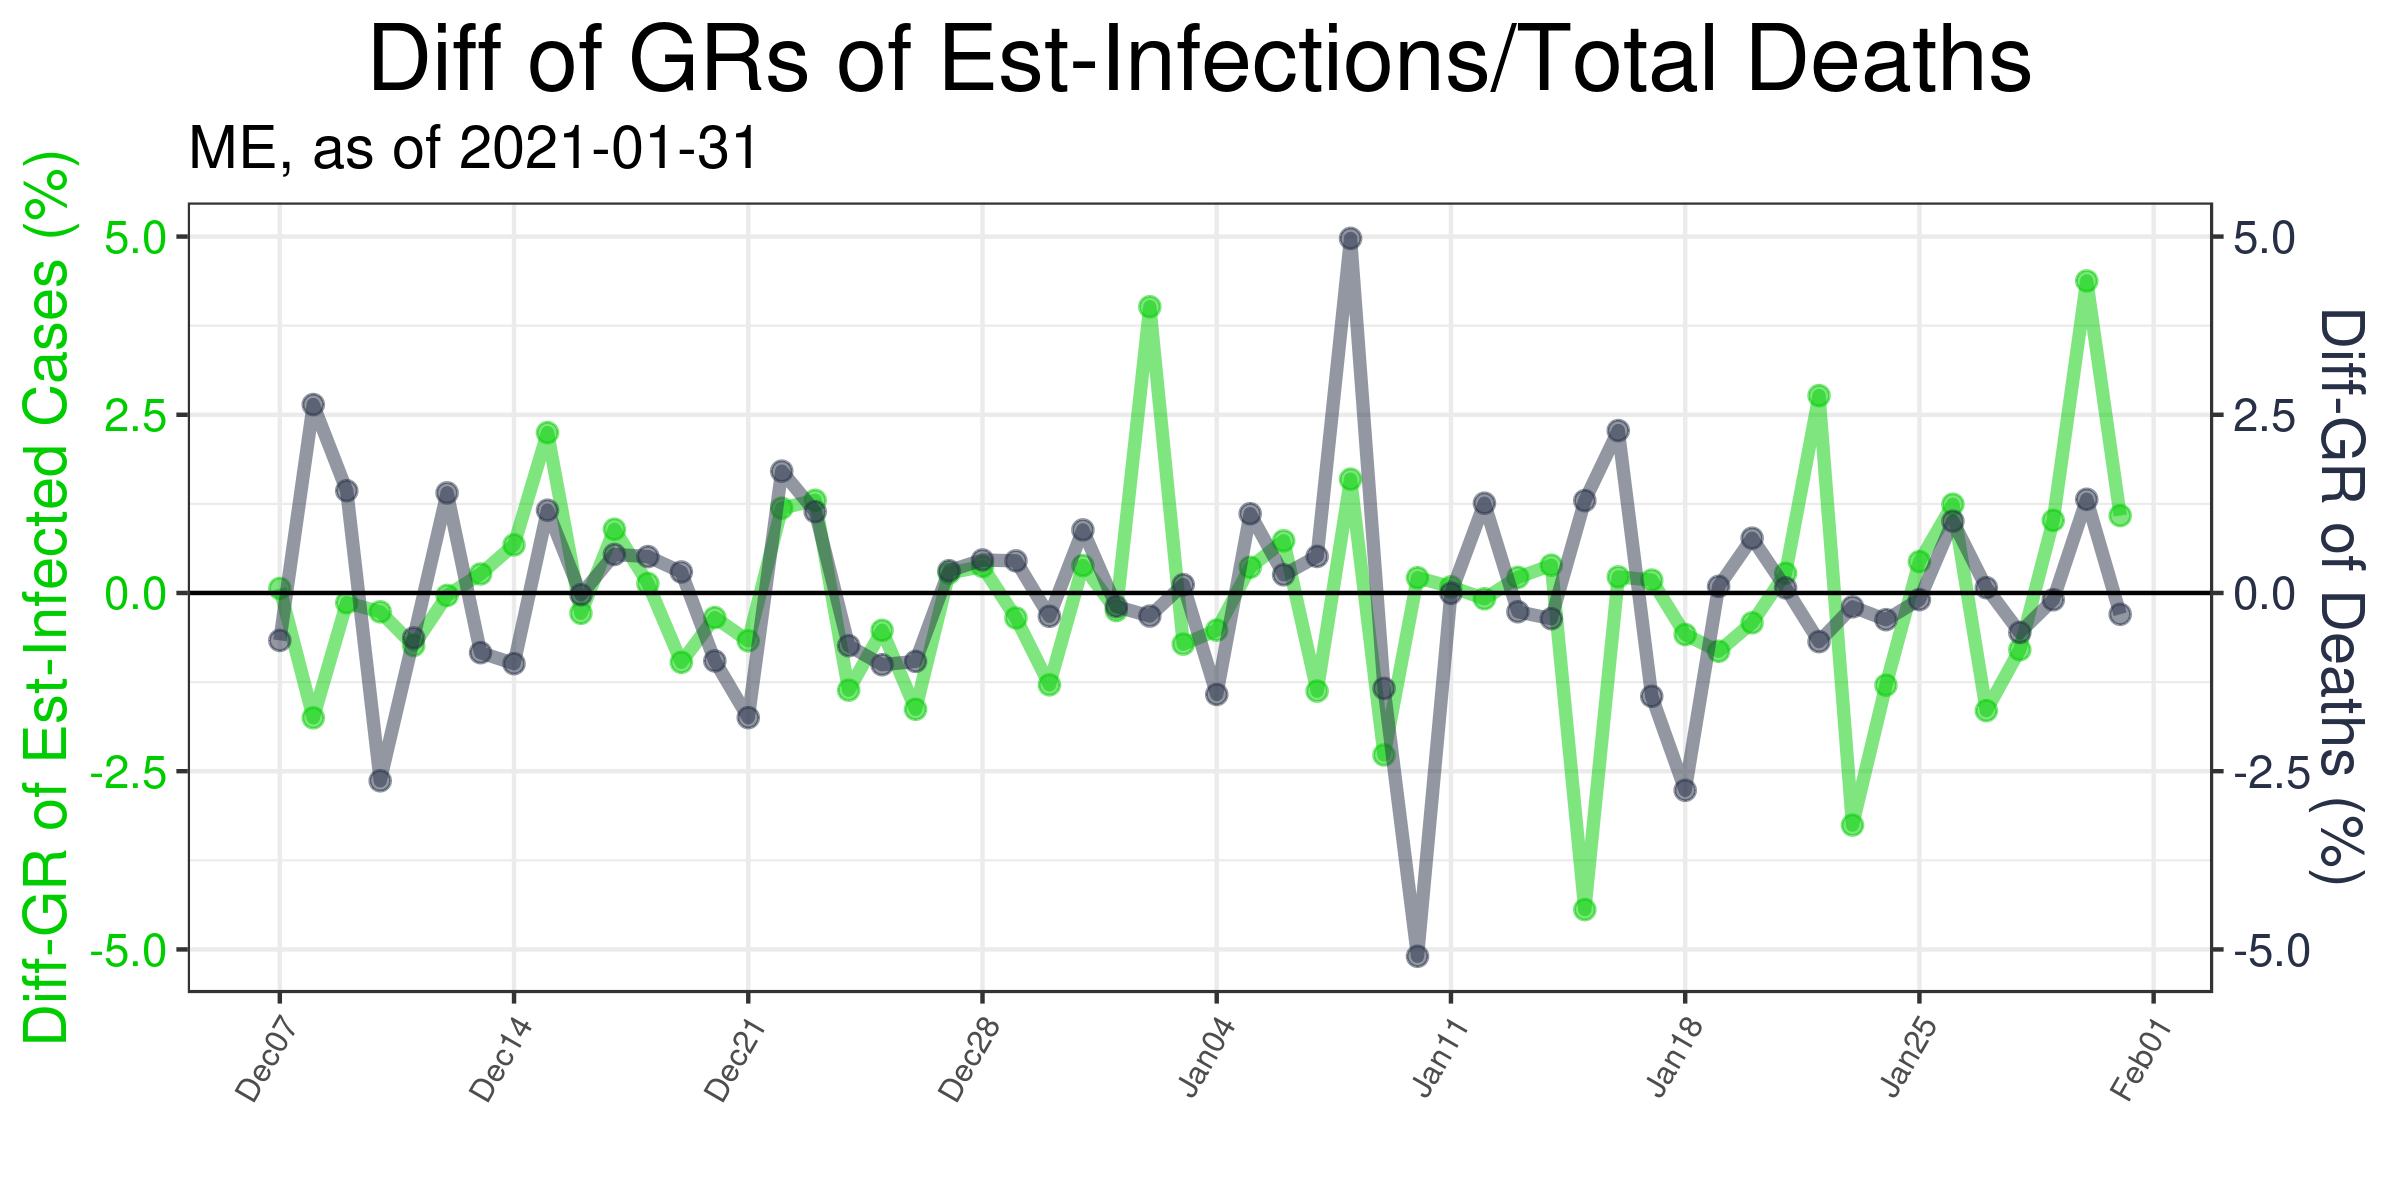 Diff of GRs of Est-Infections/Total Deaths
ME, as of 2021-01-31
Diff-GR of Est-Infected Cases (%)
5.0
2.5
0.0
-2.5
-5.0
5.0
2.5
0.0
-2.5
-5.0
Diff-GR of Deaths (%)
Dec07
Dec14
Dec21
Dec28
Jan04
Jan11
Jan18
Jan25
Feb01